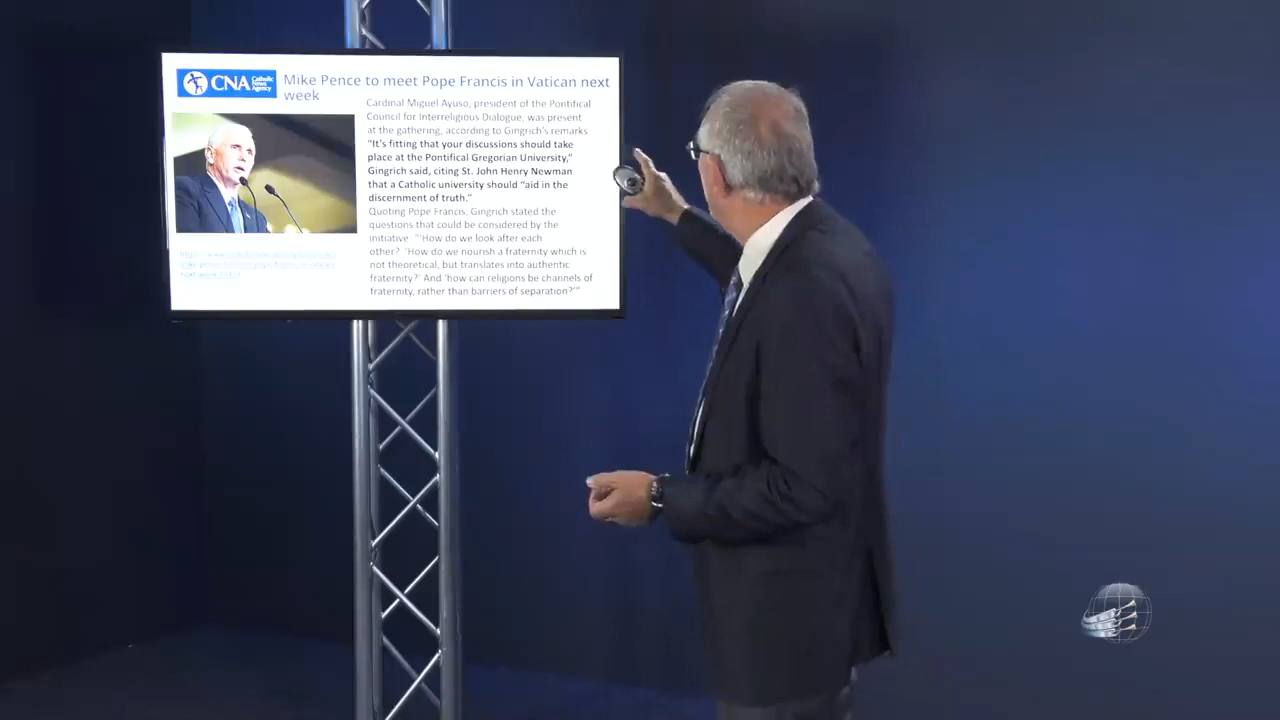 CNA Catholic News Agency
Mike Pence to meet Pope Francis in Vatican next
week
Cardinal Miguel Ayuso, president of the Pontifical
Council for Interreligious Dialogue, was present
at the gathering, according to Gingrich's remarks
"It's fitting that your discussions should take
place at the Pontifical Gregorian University,"
Gingrich said, citing St. John Henry Newman
that a Catholic university should "aid in the
discernment of truth."
Quoting Pope Francis, Gingrich stated the
questions that could be considered by the
initiative "'How do we look after each
other? 'How do we nourish a fraternity which is
not theoretical, but translates into authentic
fraternity?' And 'how can religions be channels of
fraternity, rather than barriers of separation?'"